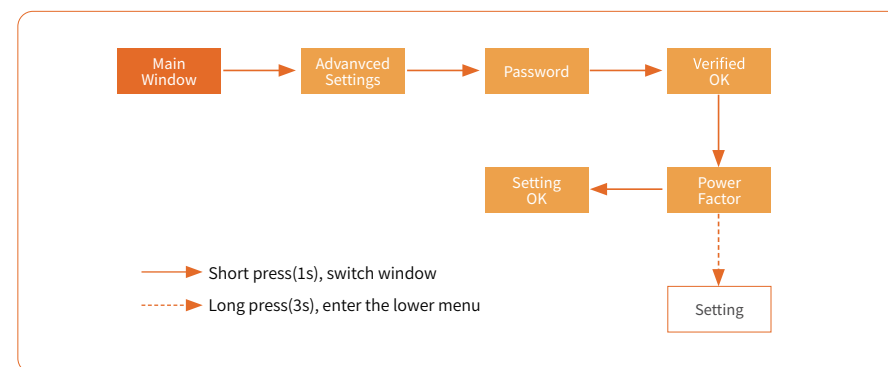 Main
Window
Advanvced
Settings
Password
Verified
OK
Setting
OK
Power
Factor
Short press(1s), switch window
Long press(3s), enter the lower menu
Setting